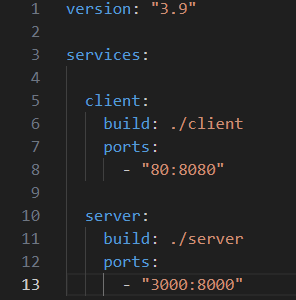 1 version: "3.9"
2
3 services:
4
5 client:
6 build: ./client
7 ports:
8 - "80:8080"
9
10 server:
11 build: ./server
12 ports:
13 - "3000:8000"